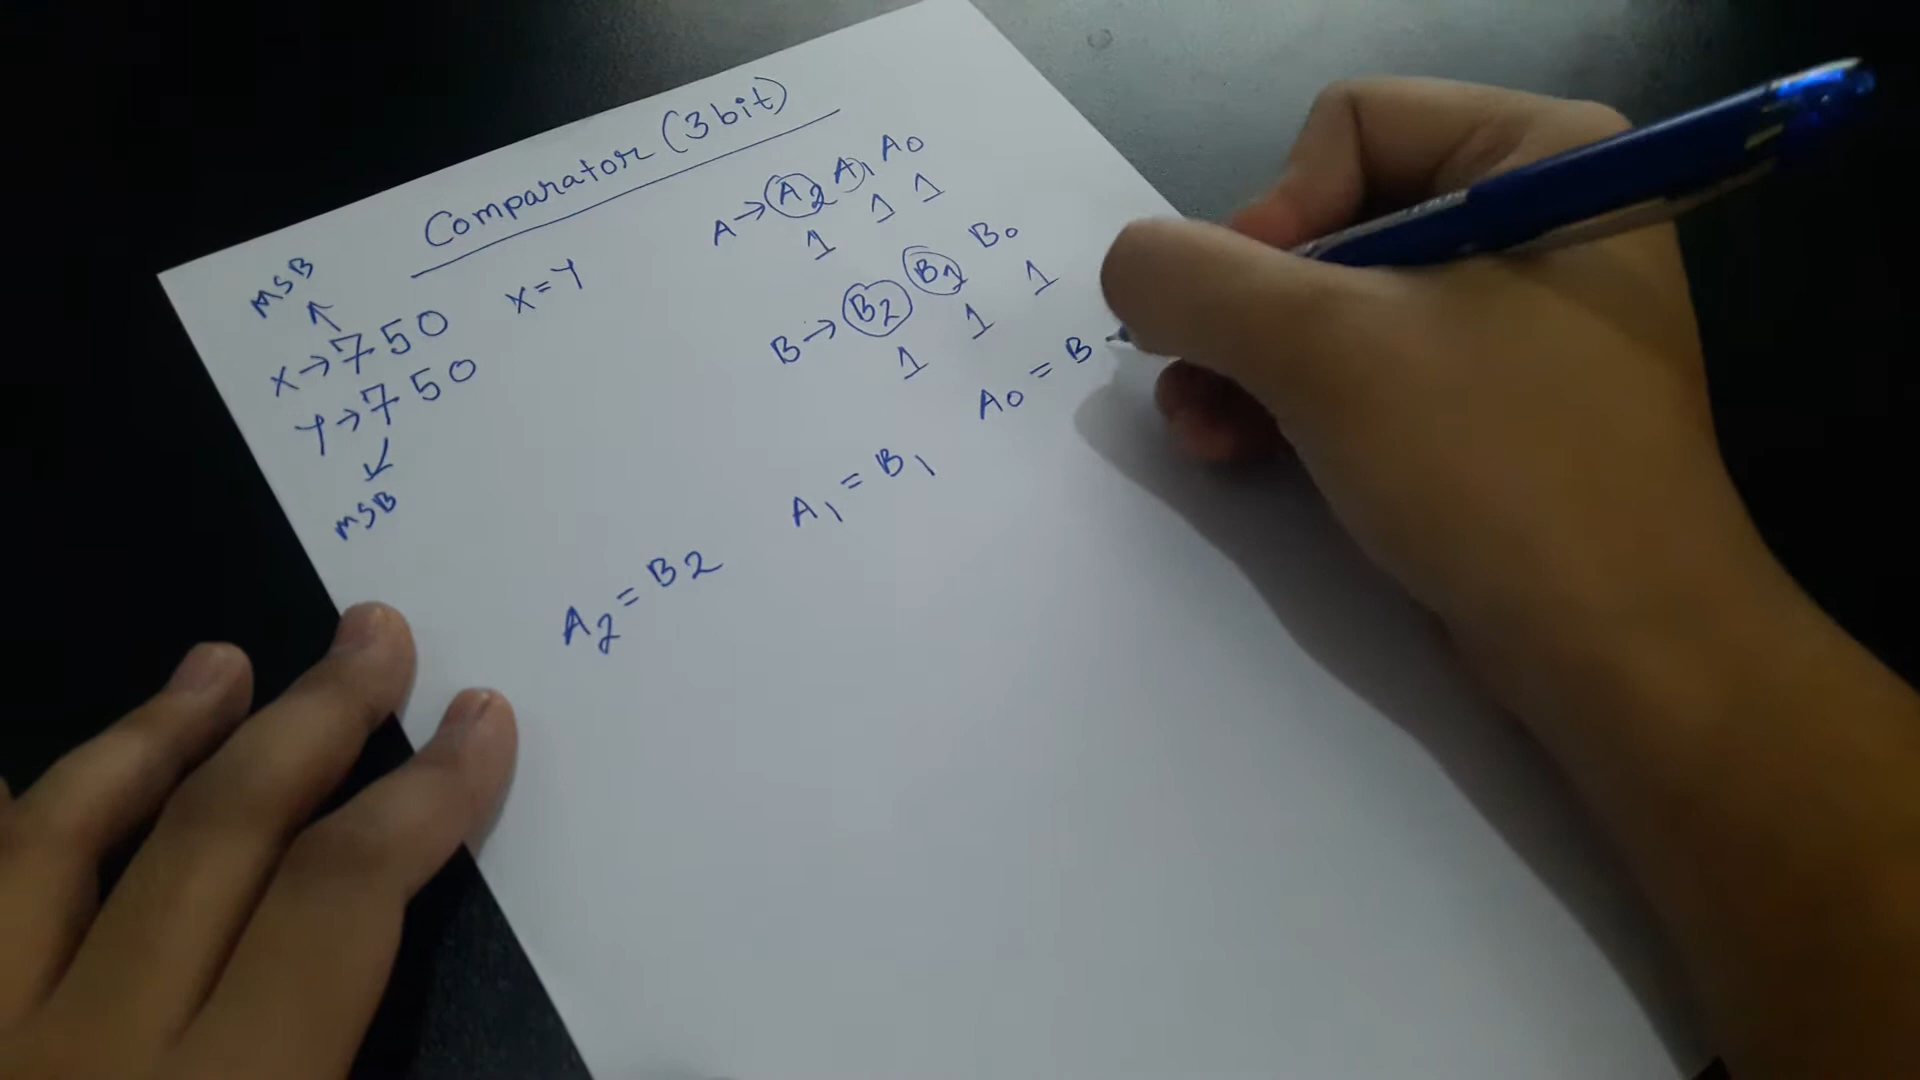 Comparator (3bit)
MSB
X→750
Y→750
MSB
X=Y
A→A2 A1 A0
1 1 1
B→B2 B1 B0
1 1 1
A2=B2
A1=B1
A0=B